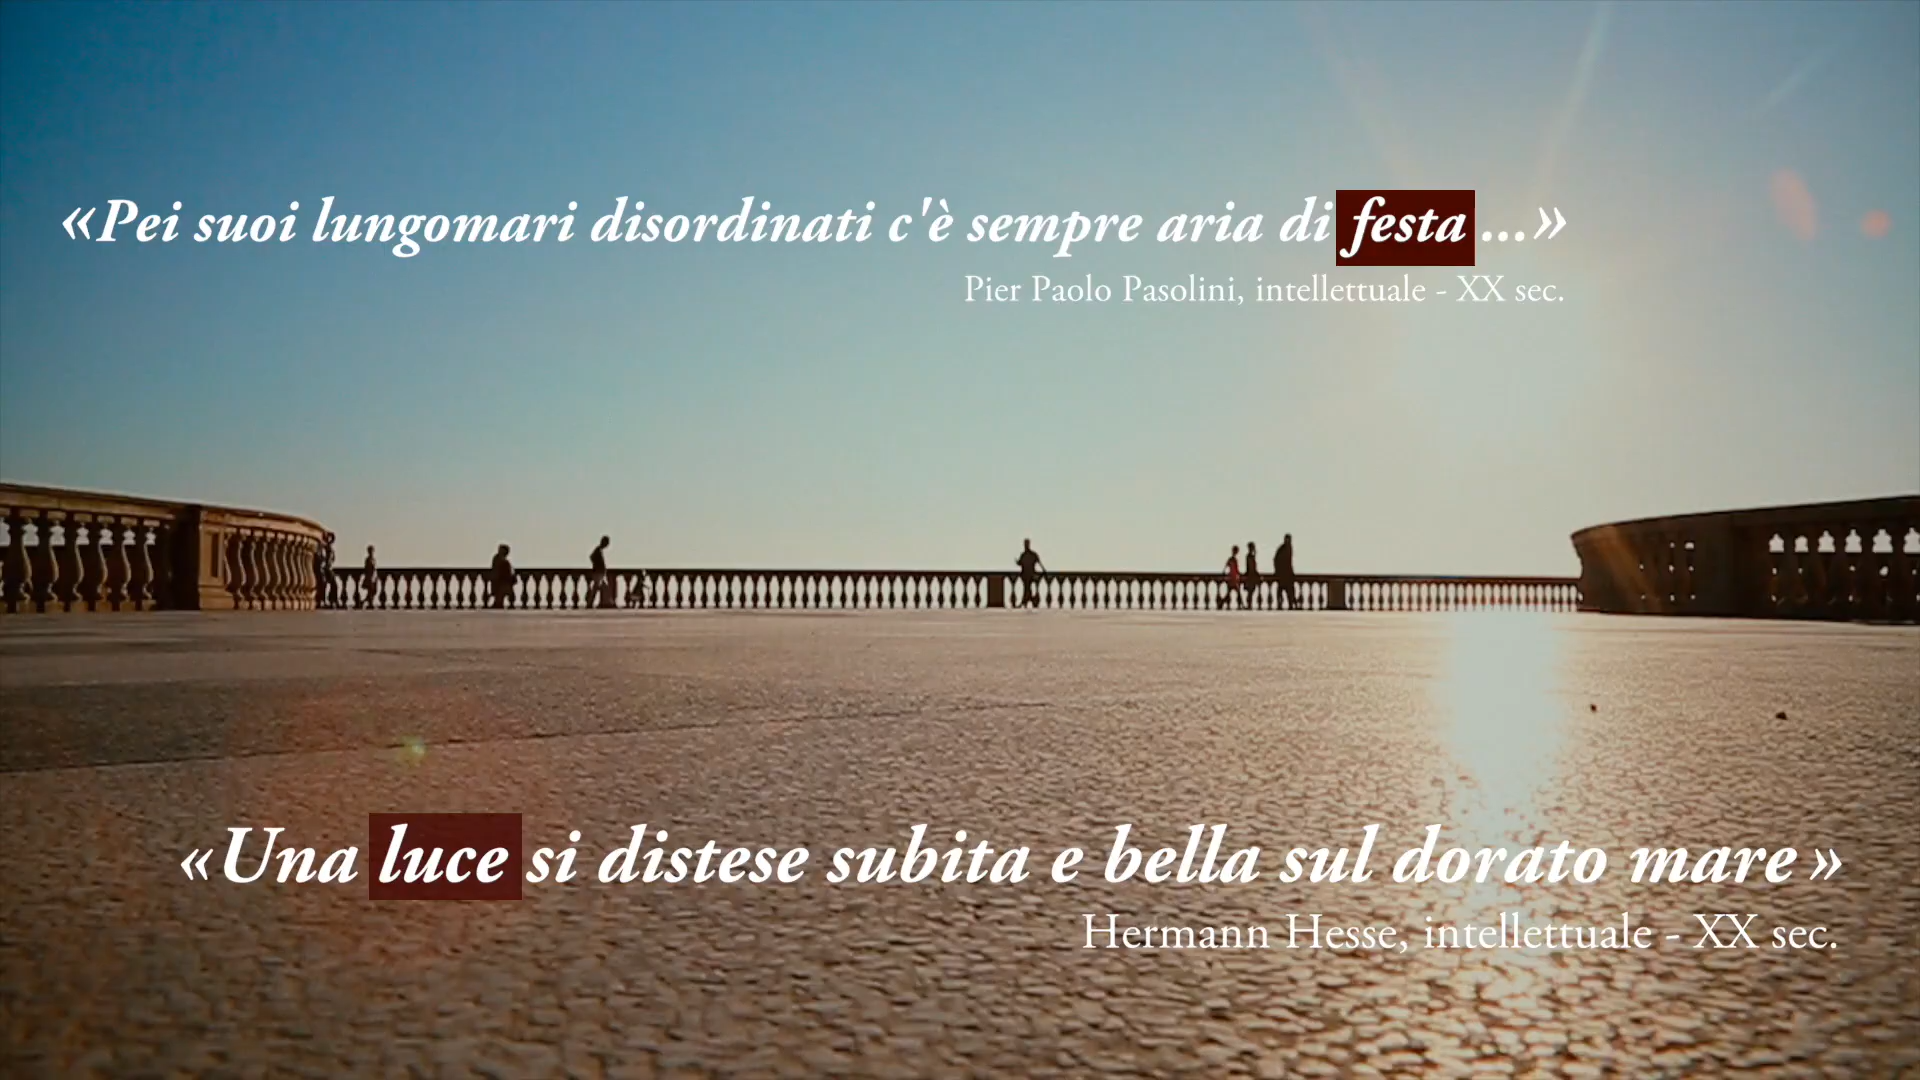 «Pei suoi lungomari disordinati c'è sempre aria di festa ...»
Pier Paolo Pasolini, intellettuale - XX sec.
«Una luce si distese subita e bella sul dorato mare »
Hermann Hesse, intellettuale - XX sec.